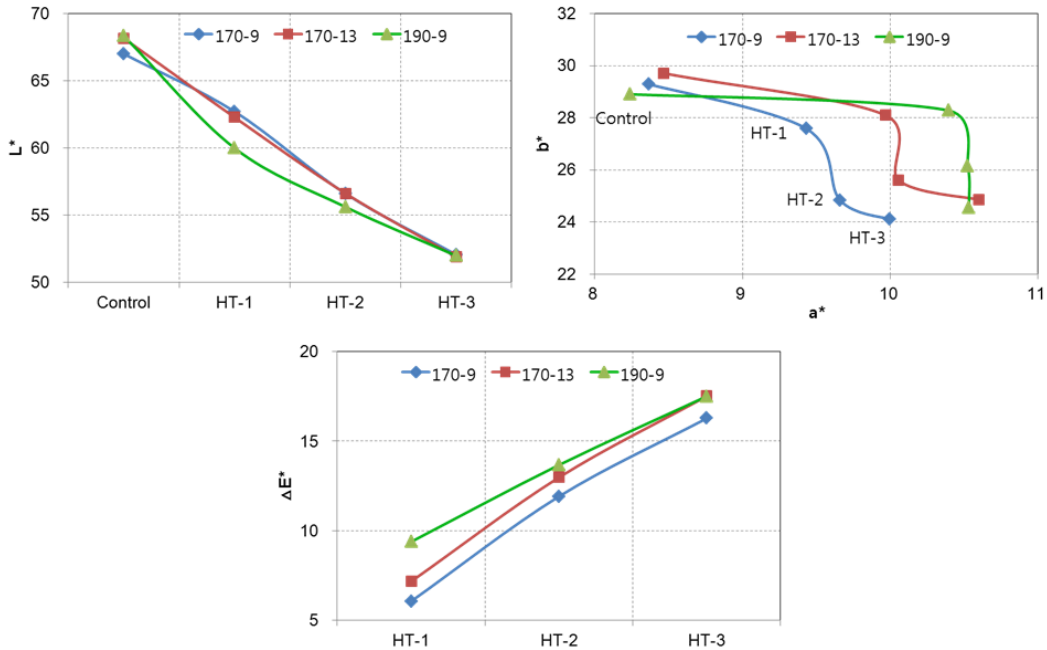 70
65
60
55
50
L*
170-9 170-13 190-9
Control HT-1 HT-2 HT-3
32
30
28
26
24
22
b*
170-9 170-13 190-9
Control
HT-1
HT-2
HT-3
8 9 10 11
a*
20
15
10
5
ΔE*
170-9 170-13 190-9
HT-1 HT-2 HT-3